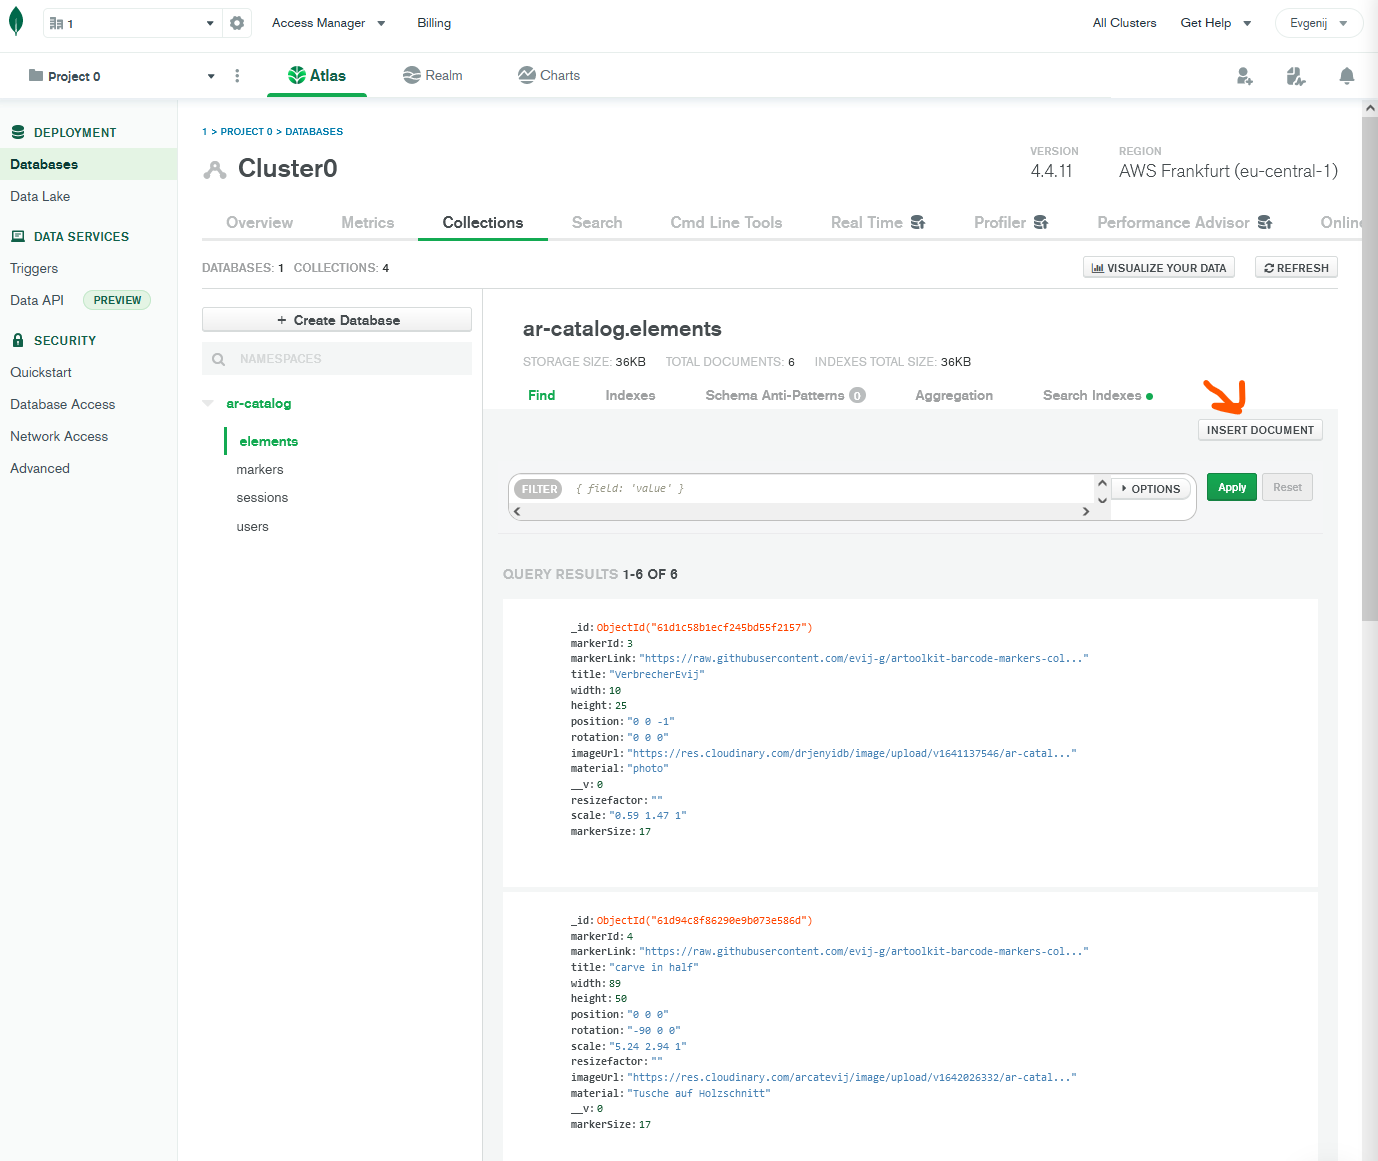 1
Access Manager
Billing
All Clusters
Get Help
Evgenij
Project 0
Atlas
Realm
Charts
DEPLOYMENT
Databases
Data Lake
DATA SERVICES
Triggers
Data API PREVIEW
SECURITY
Quickstart
Database Access
Network Access
Advanced
1 > PROJECT 0 > DATABASES
Cluster0
VERSION
4.4.11
REGION
AWS Frankfurt (eu-central-1)
Overview
Metrics
Collections
Search
Cmd Line Tools
Real Time
Profiler
Performance Advisor
Online
DATABASES: 1 COLLECTIONS: 4
VISUALIZE YOUR DATA
REFRESH
+ Create Database
NAMESPACES
ar-catalog
elements
markers
sessions
users
ar-catalog.elements
STORAGE SIZE: 36KB TOTAL DOCUMENTS: 6 INDEXES TOTAL SIZE: 36KB
Find
Indexes
Schema Anti-Patterns 0
Aggregation
Search Indexes
INSERT DOCUMENT
FILTER { field: 'value' }
OPTIONS
Apply
Reset
QUERY RESULTS 1-6 OF 6
_id: ObjectId("61d1c58b1ecf245bd55f2157")
markerId: 3
markerLink: "https://raw.githubusercontent.com/evij-g/artoolkit-barcode-markers-col..."
title: "VerbrecherEvij"
width: 10
height: 25
position: "0 0 -1"
rotation: "0 0 0"
imageUrl: "https://res.cloudinary.com/drjenyidb/image/upload/v1641137546/ar-catal..."
material: "photo"
__v: 0
resizefactor: ""
scale: "0.59 1.47 1"
markerSize: 17
_id: ObjectId("61d94c8f86290e9b073e586d")
markerId: 4
markerLink: "https://raw.githubusercontent.com/evij-g/artoolkit-barcode-markers-col..."
title: "carve in half"
width: 89
height: 50
position: "0 0 0"
rotation: "-90 0 0"
scale: "5.24 2.94 1"
resizefactor: ""
imageUrl: "https://res.cloudinary.com/arcatevij/image/upload/v1642026332/ar-catal..."
material: "Tusche auf Holzschnitt"
__v: 0
markerSize: 17